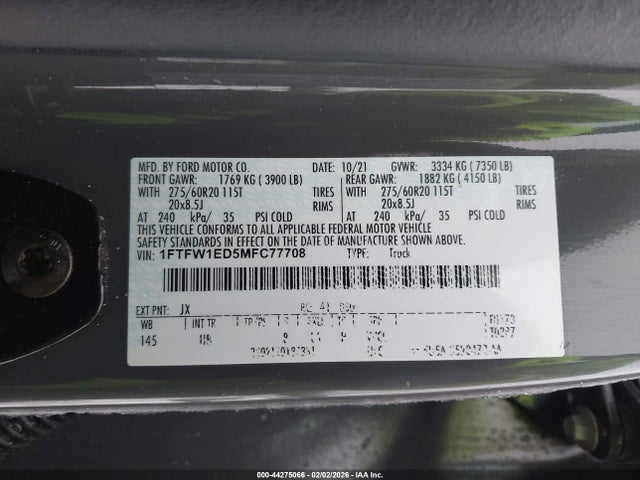 MFD. BY FORD MOTOR CO. DATE: 10/21 GVWR: 3334 KG ( 7350 LB)
FRONT GAWR: 1769 KG ( 3900 LB) REAR GAWR: 1882 KG ( 4150 LB)
WITH 275/60R20 115T TIRES WITH 275/60R20 115T TIRES
20x8.5J RIMS 20x8.5J RIMS
AT 240 kPa/ 35 PSI COLD AT 240 kPa/ 35 PSI COLD
THIS VEHICLE CONFORMS TO ALL APPLICABLE FEDERAL MOTOR VEHICLE
SAFETY STANDARDS IN EFFECT ON THE DATE OF MANUFACTURE SHOWN ABOVE.
VIN: 1FTFW1ED5MFC77708 TYPE: Truck
EXT PNT: JX
WB INT TR
145
000-44275066 - 02/02/2026 - IAAI Inc.